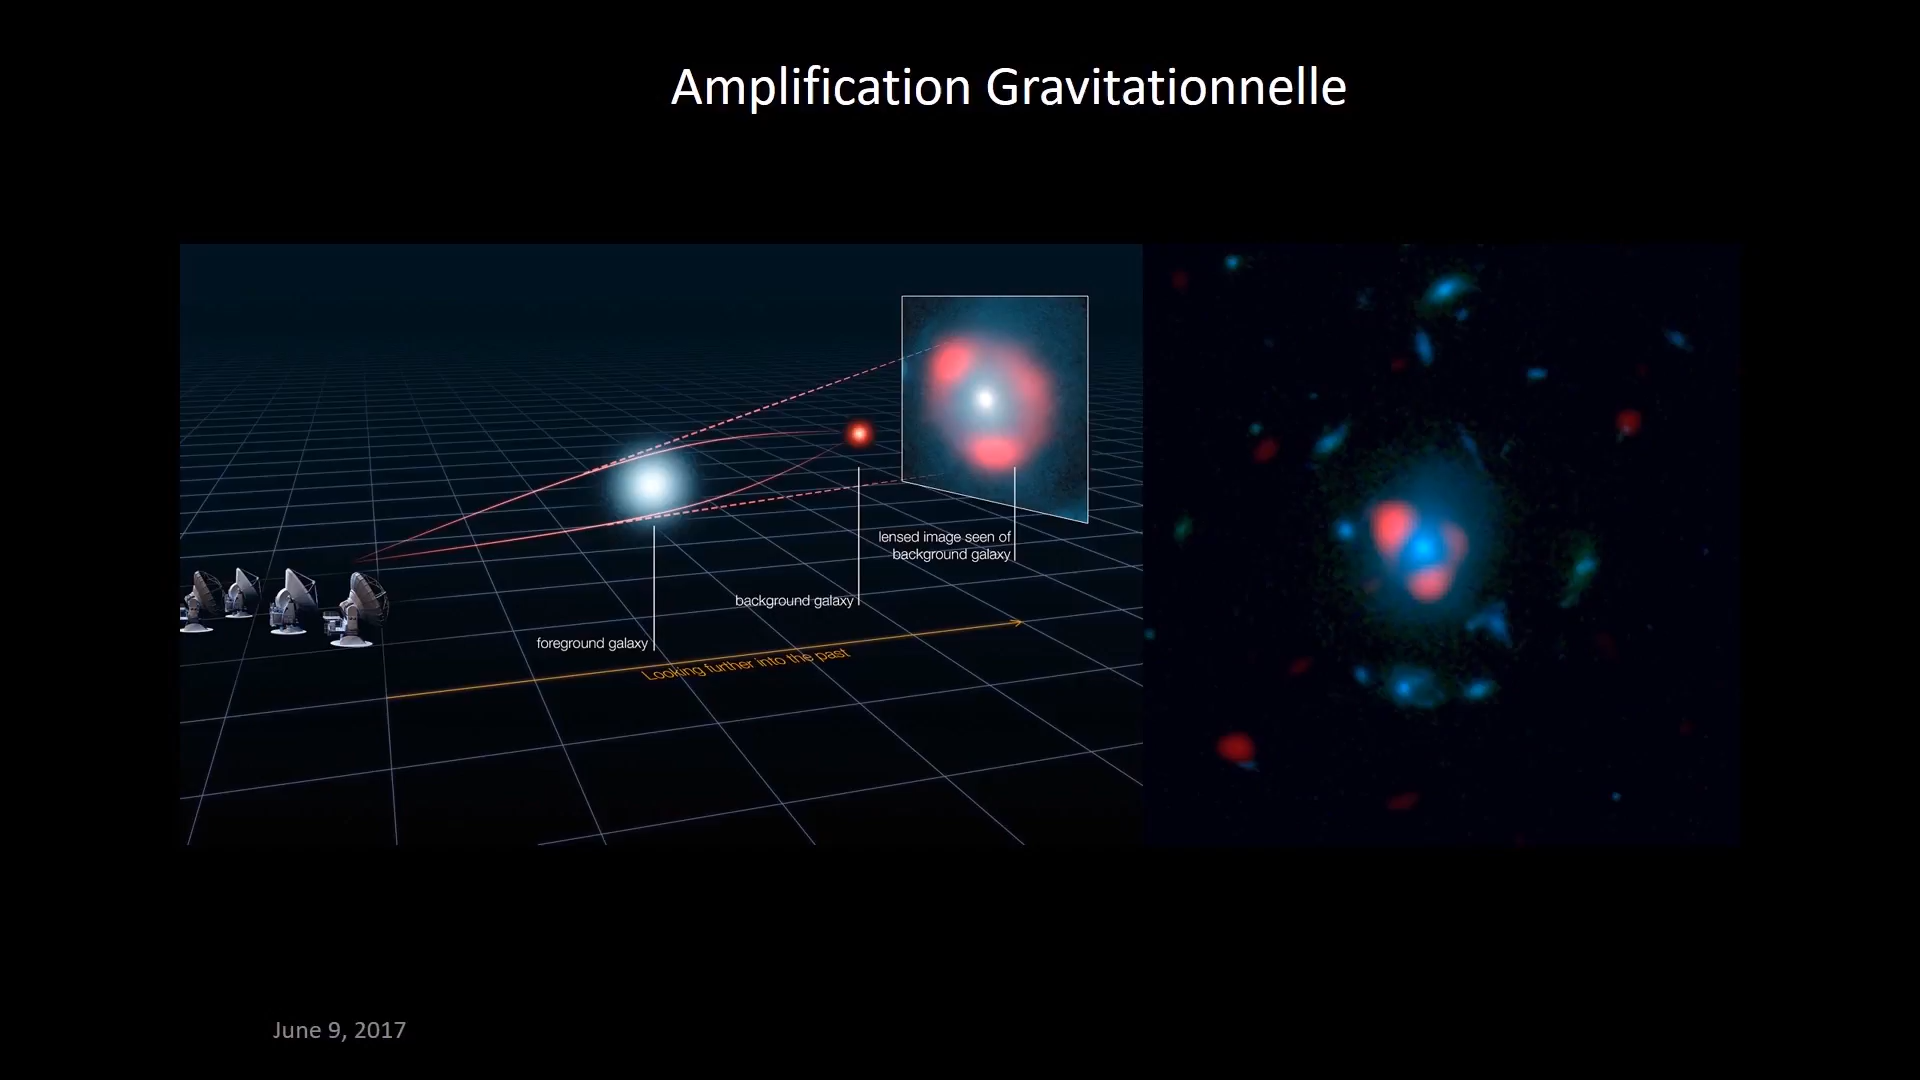 Amplification Gravitationnelle
lensed image seen of
background galaxy
background galaxy
foreground galaxy
Looking further into the past
June 9, 2017